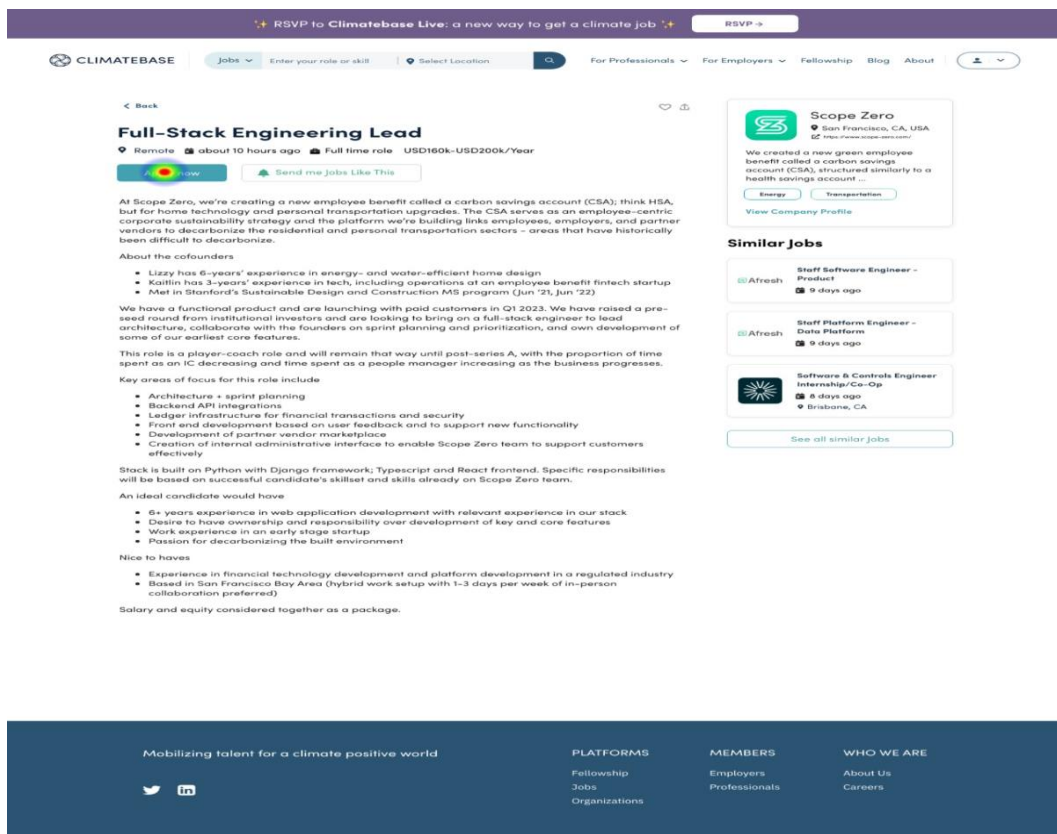 ✨ RSVP to Climatebase Live: a new way to get a climate job ✨ RSVP →
CLIMATEBASE Jobs Enter your role or skill Select Location For Professionals For Employers Fellowship Blog About
Back
Full-Stack Engineering Lead
Remote about 10 hours ago Full time role USD160k-USD200k/Year
now Send me Jobs Like This
At Scope Zero, we're creating a new employee benefit called a carbon savings account (CSA); think HSA,
but for home technology and personal transportation upgrades. The CSA serves as an employee-centric
corporate sustainability strategy and the platform we're building links employees, employers, and partner
vendors to decarbonize the residential and personal transportation sectors - areas that have historically
been difficult to decarbonize.
About the cofounders
• Lizzy has 6-years' experience in energy- and water-efficient home design
• Kaitlin has 3-years' experience in tech, including operations at an employee benefit fintech startup
• Met in Stanford's Sustainable Design and Construction MS program (Jun '21, Jun '22)
We have a functional product and are launching with paid customers in Q1 2023. We have raised a pre-
seed round from institutional investors and are looking to bring on a full-stack engineer to lead
architecture, collaborate with the founders on sprint planning and prioritization, and own development of
some of our earliest core features.
This role is a player-coach role and will remain that way until post-series A, with the proportion of time
spent as an IC decreasing and time spent as a people manager increasing as the business progresses.
Key areas of focus for this role include
• Architecture + sprint planning
• Backend API integrations
• Ledger infrastructure for financial transactions and security
• Front end development based on user feedback and to support new functionality
• Development of partner vendor marketplace
• Creation of internal administrative interface to enable Scope Zero team to support customers
effectively
Stack is built on Python with Django framework; Typescript and React frontend. Specific responsibilities
will be based on successful candidate's skillset and skills already on Scope Zero team.
An ideal candidate would have
• 6+ years experience in web application development with relevant experience in our stack
• Desire to have ownership and responsibility over development of key and core features
• Work experience in an early stage startup
• Passion for decarbonizing the built environment
Nice to haves
• Experience in financial technology development and platform development in a regulated industry
• Based in San Francisco Bay Area (hybrid work setup with 1-3 days per week of in-person
collaboration preferred)
Salary and equity considered together as a package.
Scope Zero
San Francisco, CA, USA
https://www.scope-zero.com/
We created a new green employee
benefit called a carbon savings
account (CSA), structured similarly to a
health savings account ...
Energy Transportation
View Company Profile
Similar Jobs
Afresh
Staff Software Engineer -
Product
9 days ago
Afresh
Staff Platform Engineer -
Data Platform
9 days ago
Software & Controls Engineer
Internship/Co-Op
8 days ago
Brisbane, CA
See all similar jobs
Mobilizing talent for a climate positive world
PLATFORMS
Fellowship
Jobs
Organizations
MEMBERS
Employers
Professionals
WHO WE ARE
About Us
Careers